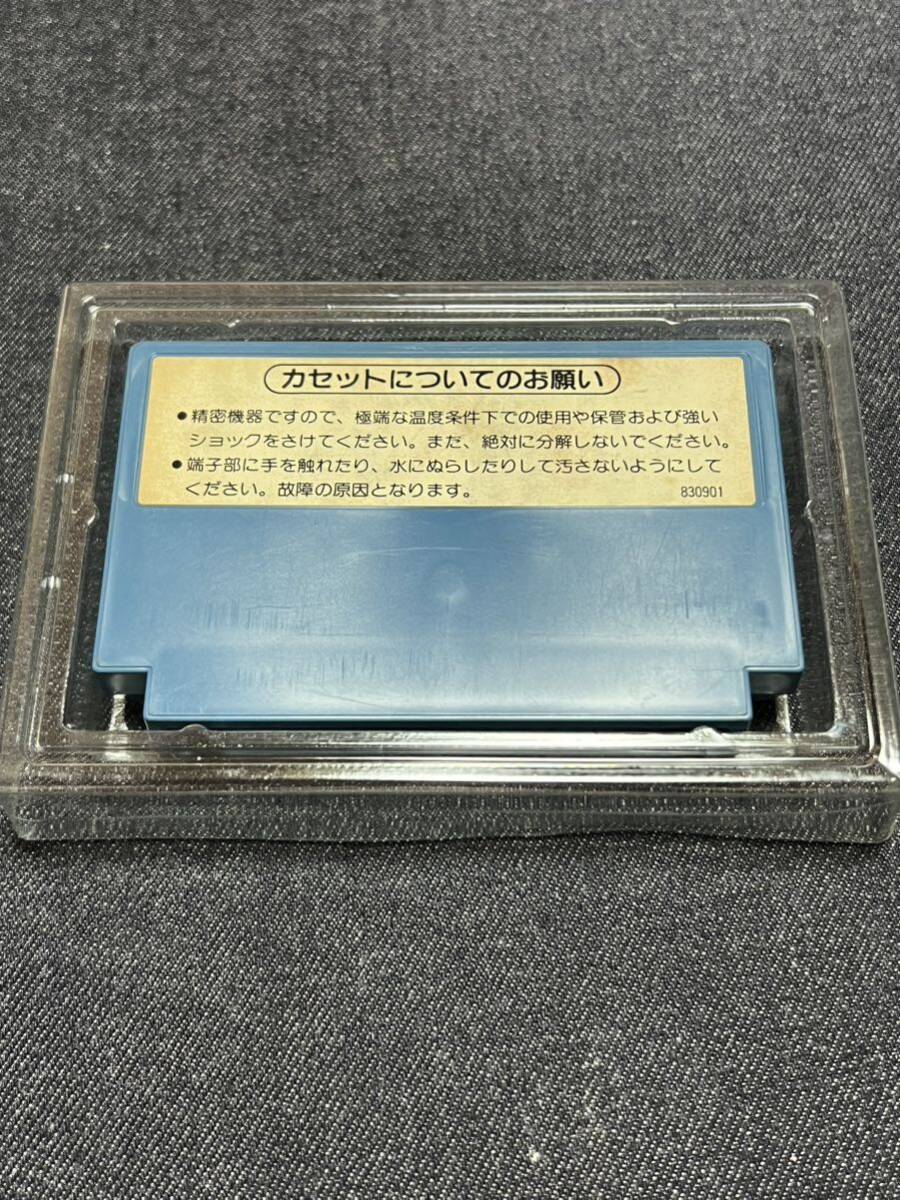 カセットについてのお願い
●精密機器ですので、極端な温度条件下での使用や保管および強い
ショックをさけてください。まだ、絶対に分解しないでください。
●端子部に手を触れたり、水にぬらしたりして汚さないようにして
ください。故障の原因となります。 830901